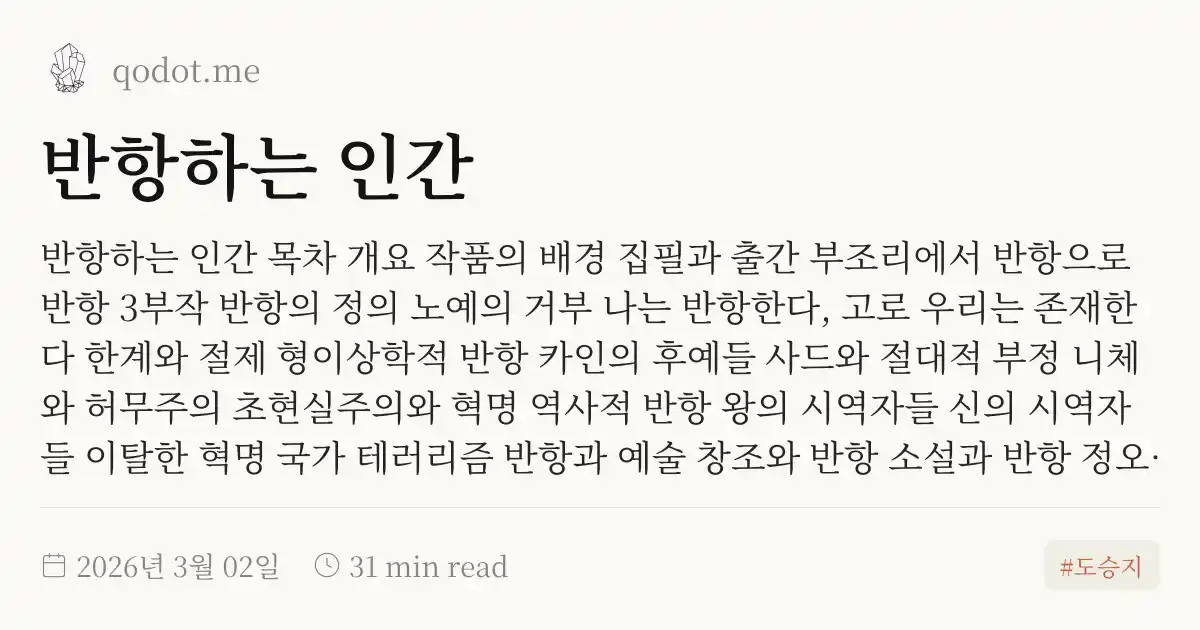 qodot.me
반항하는 인간
반항하는 인간 목차 개요 작품의 배경 집필과 출간 부조리에서 반항으로
반항 3부작 반항의 정의 노예의 거부 나는 반항한다, 고로 우리는 존재한
다 한계와 절제 형이상학적 반항 카인의 후예들 사드와 절대적 부정 니체
와 허무주의 초현실주의와 혁명 역사적 반항 왕의 시역자들 신의 시역자
들 이탈한 혁명 국가 테러리즘 반항과 예술 창조와 반항 소설과 반항 정오·
2026년 3월 02일 31 min read
#도승지